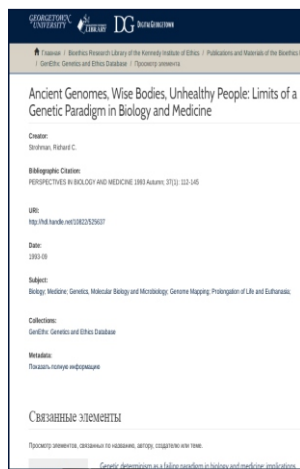 GEORGETOWN UNIVERSITY LIBRARY DG DIGITALGEORGETOWN
Главная / Bioethics Research Library of the Kennedy Institute of Ethics / Publications and Materials of the Bioethics
/ GenEthx: Genetics and Ethics Database / Просмотр элемента
Ancient Genomes, Wise Bodies, Unhealthy People: Limits of a
Genetic Paradigm in Biology and Medicine
Creator:
Strohman, Richard C.
Bibliographic Citation:
PERSPECTIVES IN BIOLOGY AND MEDICINE 1993 Autumn; 37(1): 112-145
URI:
http://hdl.handle.net/10822/525637
Date:
1993-09
Subject:
Biology; Medicine; Genetics, Molecular Biology and Microbiology; Genome Mapping; Prolongation of Life and Euthanasia;
Collections:
GenEthx: Genetics and Ethics Database
Metadata:
Показать полную информацию
Связанные элементы
Просмотр элементов, связанных по названию, автору, создателю или теме.
Genetic determinism as a failing paradigm in biology and medicine: implications